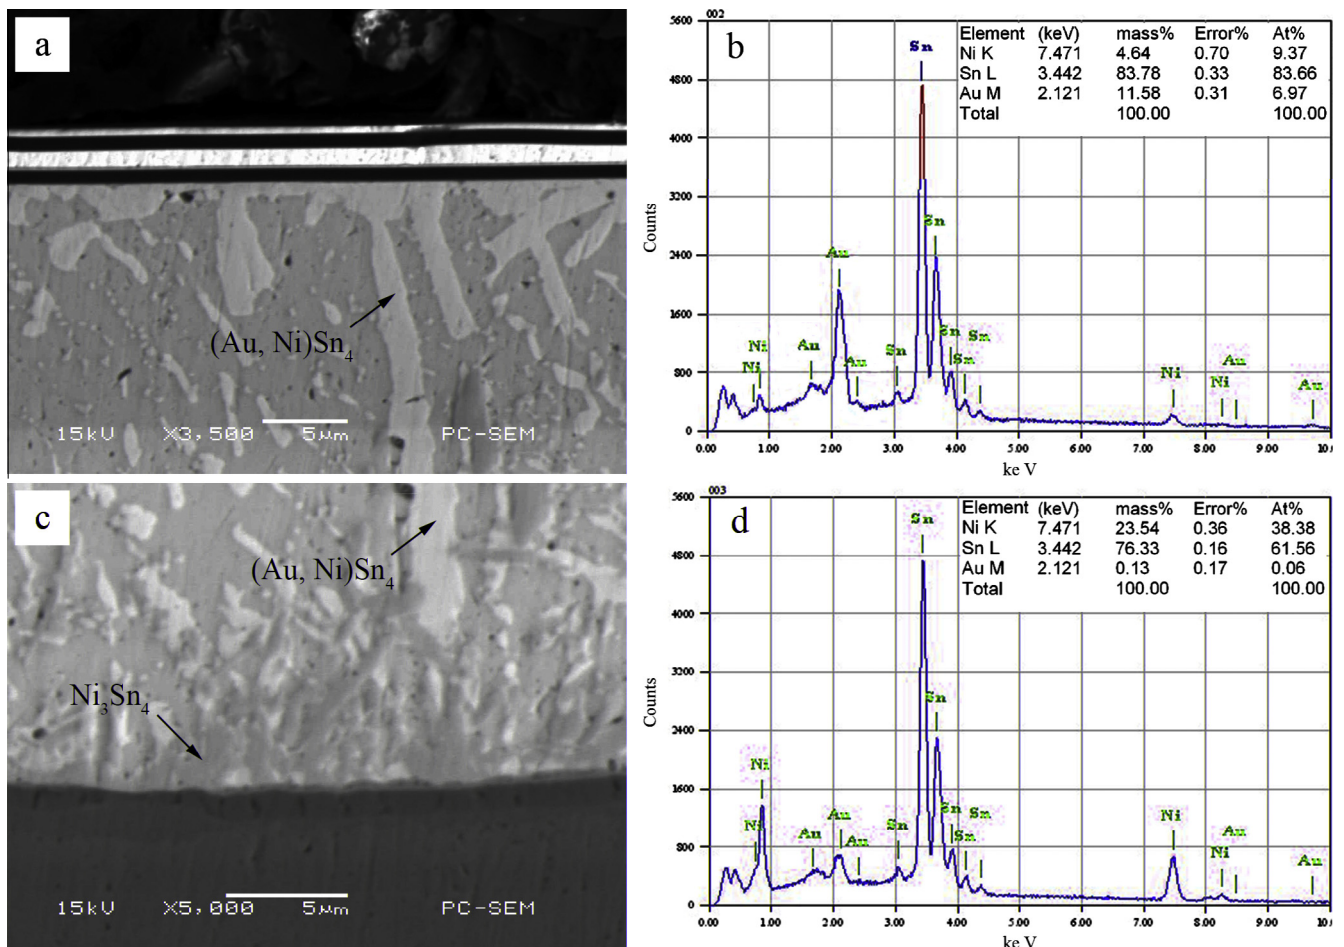 a
(Au, Ni)Sn4
15kV X3,500 5μm PC-SEM
b
002
Element (keV) mass% Error% At%
Ni K 7.471 4.64 0.70 9.37
Sn L 3.442 83.78 0.33 83.66
Au M 2.121 11.58 0.31 6.97
Total 100.00 100.00
5600
4800
4000
3200
2400
1600
800
0
Counts
Sn
Sn
Au
Ni
Ni
Au
Au
Sn
Sn
Sn
Sn
Ni
Ni
Au
Au
0.00 1.00 2.00 3.00 4.00 5.00 6.00 7.00 8.00 9.00 10.0
ke V
c
(Au, Ni)Sn4
Ni3Sn4
15kV X5,000 5μm PC-SEM
d
003
Element (keV) mass% Error% At%
Ni K 7.471 23.54 0.36 38.38
Sn L 3.442 76.33 0.16 61.56
Au M 2.121 0.13 0.17 0.06
Total 100.00 100.00
5600
4800
4000
3200
2400
1600
800
0
Counts
Sn
Sn
Ni
Ni
Au
Au
Au
Sn
Sn
Sn
Sn
Ni
Ni
Au
Au
0.00 1.00 2.00 3.00 4.00 5.00 6.00 7.00 8.00 9.00 10.0
ke V